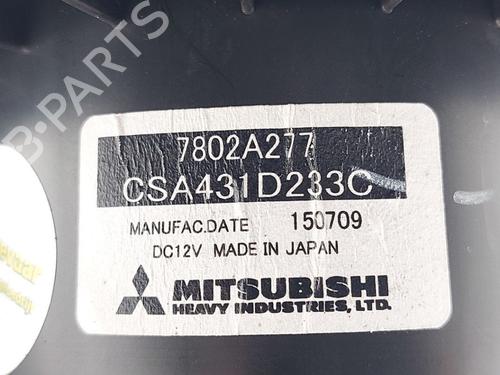 B-PARTS
7802A277
CSA431D233C
MANUFAC.DATE 150709
DC12V MADE IN JAPAN
MITSUBISHI
HEAVY INDUSTRIES, LTD.